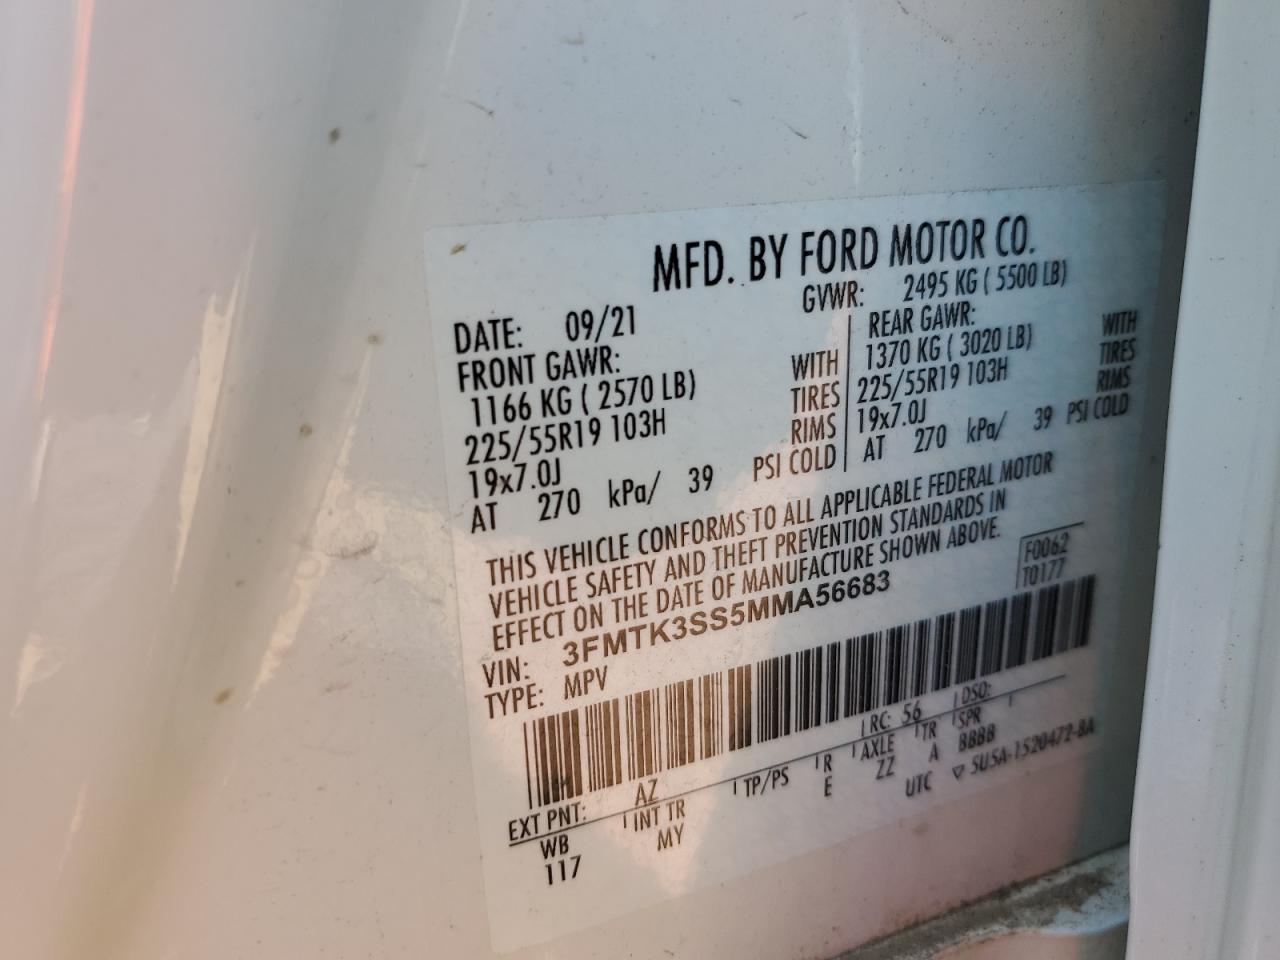 MFD. BY FORD MOTOR CO.
DATE: 09/21 GVWR: 2495 KG ( 5500 LB)
FRONT GAWR: REAR GAWR:
1166 KG ( 2570 LB) WITH 1370 KG ( 3020 LB) WITH
225/55R19 103H TIRES 225/55R19 103H TIRES
19x7.0J RIMS 19x7.0J RIMS
AT 270 kPa/ 39 PSI COLD AT 270 kPa/ 39 PSI COLD
THIS VEHICLE CONFORMS TO ALL APPLICABLE FEDERAL MOTOR
VEHICLE SAFETY AND THEFT PREVENTION STANDARDS IN
EFFECT ON THE DATE OF MANUFACTURE SHOWN ABOVE.
F0062
VIN: 3FMTK3SS5MMA56683 T0177
TYPE: MPV
EXT PNT: AZ RC: 56 DSO:
WB INT TR TP/PS R AXLE TR SPR
117 MY E ZZ A BBBB
UTC ▽ 5U5A-1520472-BA